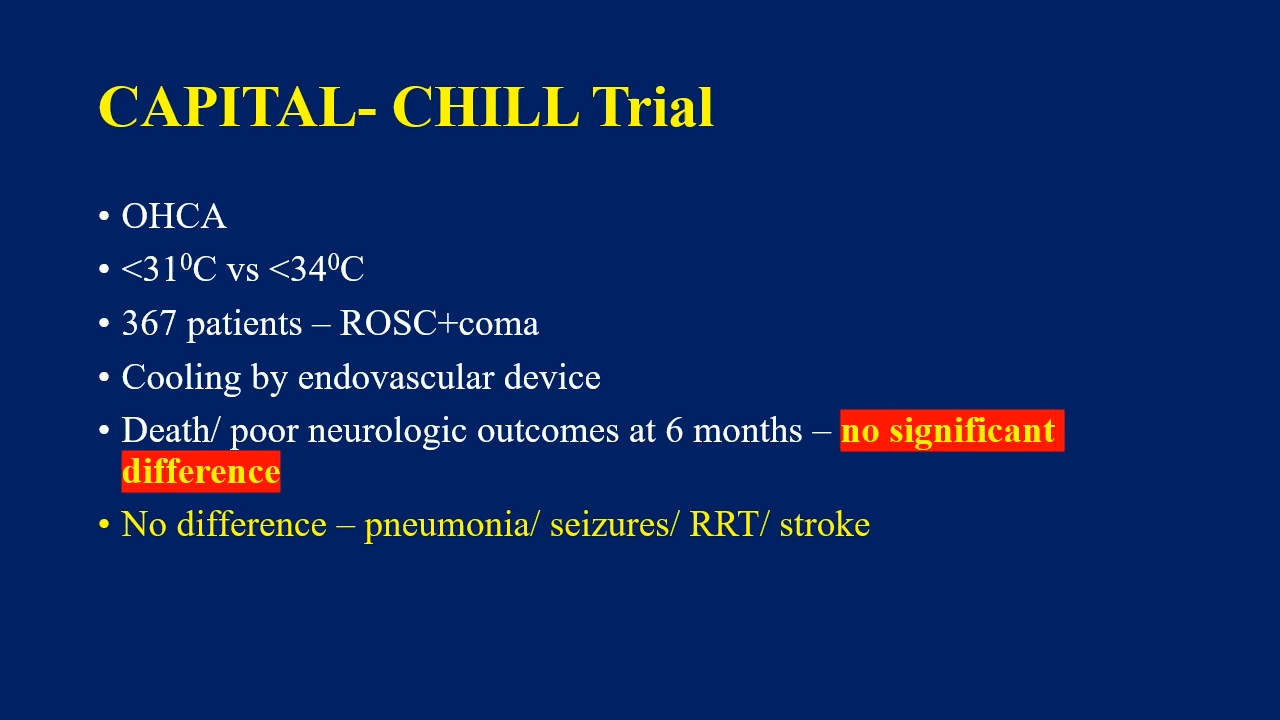 CAPITAL- CHILL Trial
• OHCA
• <31⁰C vs <34⁰C
• 367 patients – ROSC+coma
• Cooling by endovascular device
• Death/ poor neurologic outcomes at 6 months – no significant
difference
• No difference – pneumonia/ seizures/ RRT/ stroke